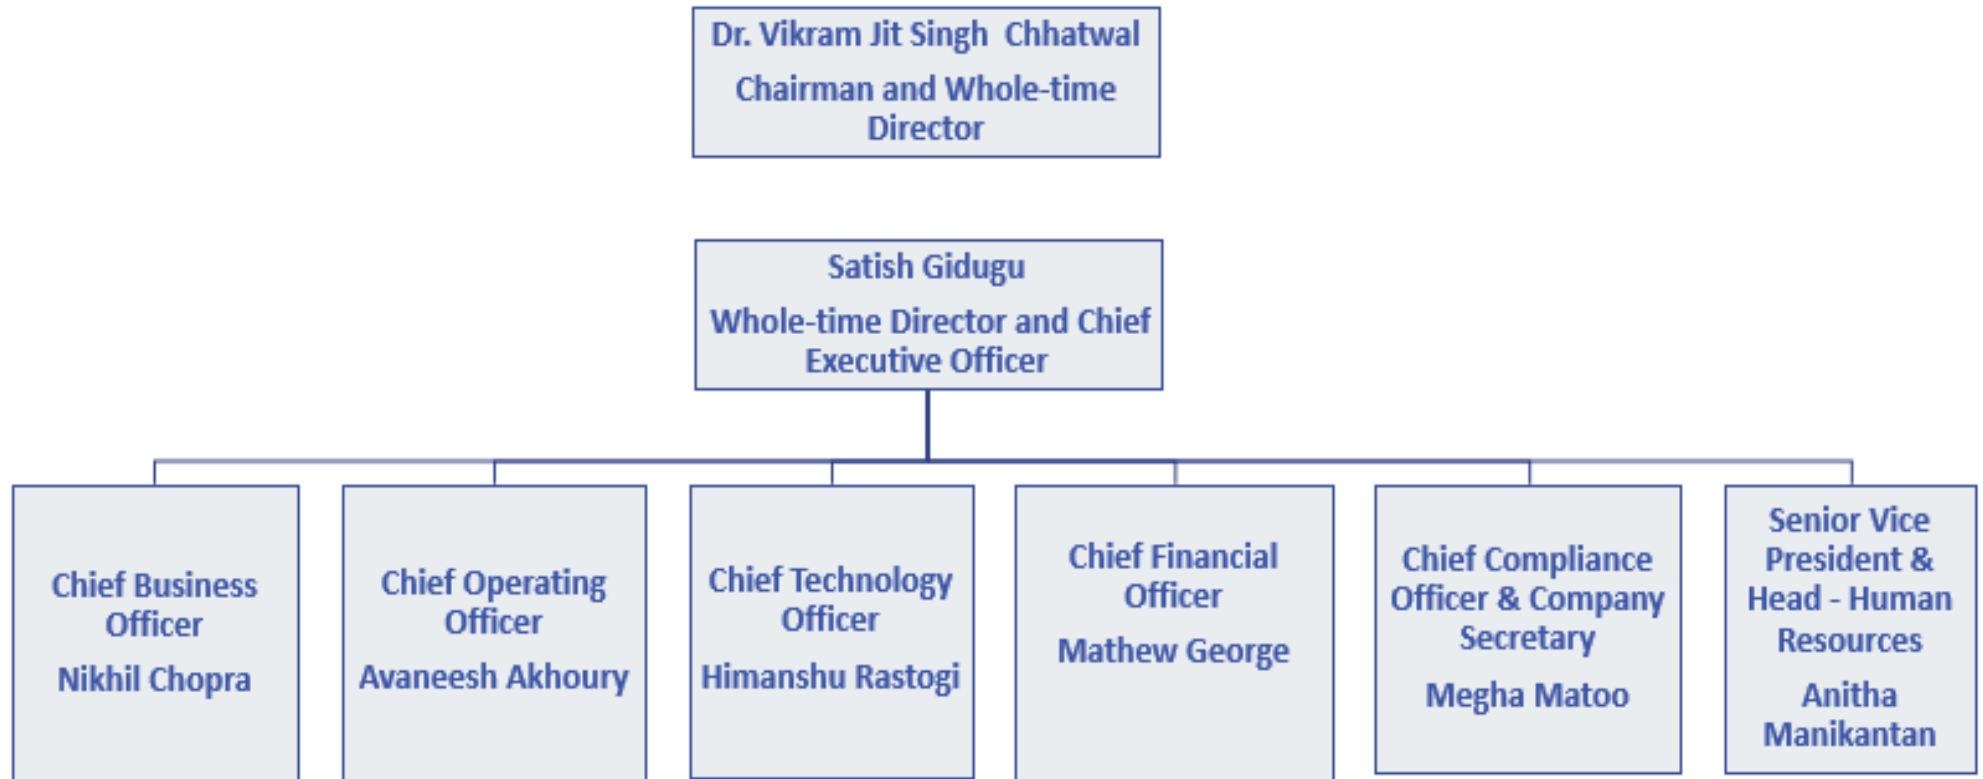 Dr. Vikram Jit Singh Chhatwal
Chairman and Whole-time
Director
Satish Gidugu
Whole-time Director and Chief
Executive Officer
Chief Business
Officer
Nikhil Chopra
Chief Operating
Officer
Avaneesh Akhoury
Chief Technology
Officer
Himanshu Rastogi
Chief Financial
Officer
Mathew George
Chief Compliance
Officer & Company
Secretary
Megha Matoo
Senior Vice
President &
Head - Human
Resources
Anitha
Manikantan